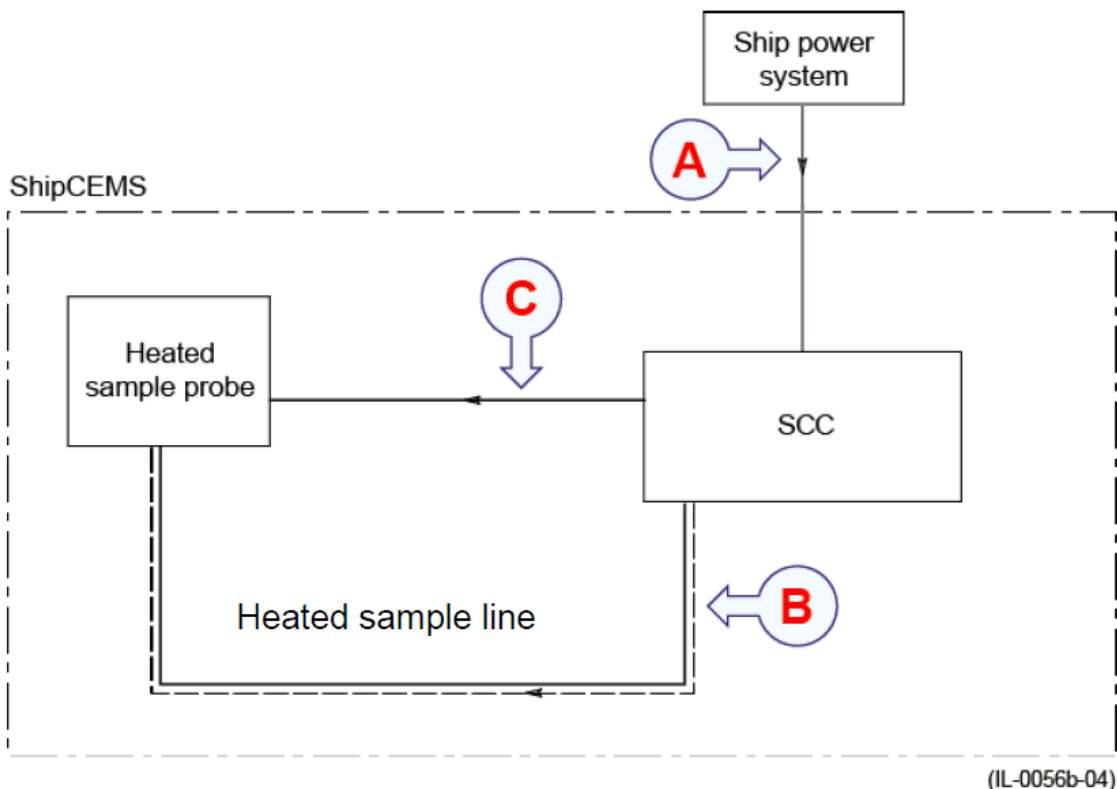 Ship power
system
A
ShipCEMS
C
Heated
sample probe
SCC
B
Heated sample line
(IL-0056b-04)